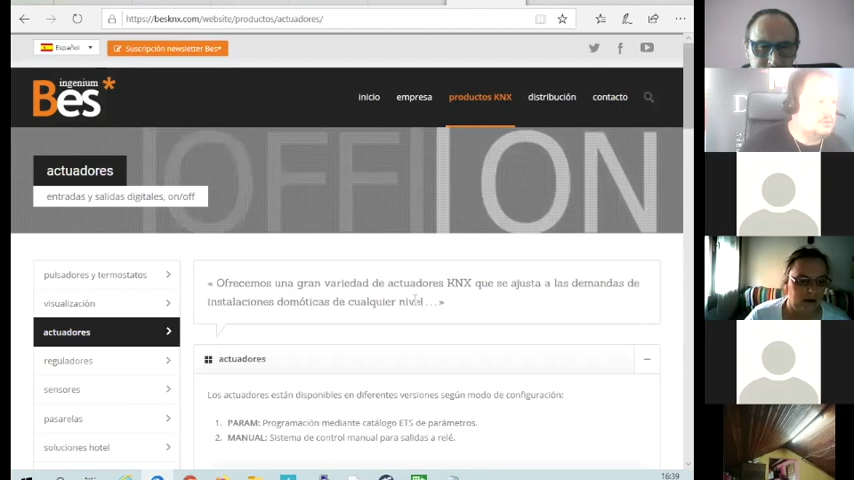 https://besknx.com/website/productos/actuadores/
Español
Suscripción newsletter Bes*
ingenium
Bes*
inicio
empresa
productos KNX
distribución
contacto
OFF ON
actuadores
entradas y salidas digitales, on/off
pulsadores y termostatos
visualización
actuadores
reguladores
sensores
pasarelas
soluciones hotel
« Ofrecemos una gran variedad de actuadores KNX que se ajusta a las demandas de
instalaciones domóticas de cualquier nivel . . . »
actuadores
Los actuadores están disponibles en diferentes versiones según modo de configuración:
1. PARAM: Programación mediante catálogo ETS de parámetros.
2. MANUAL: Sistema de control manual para salidas a relé.
16:39